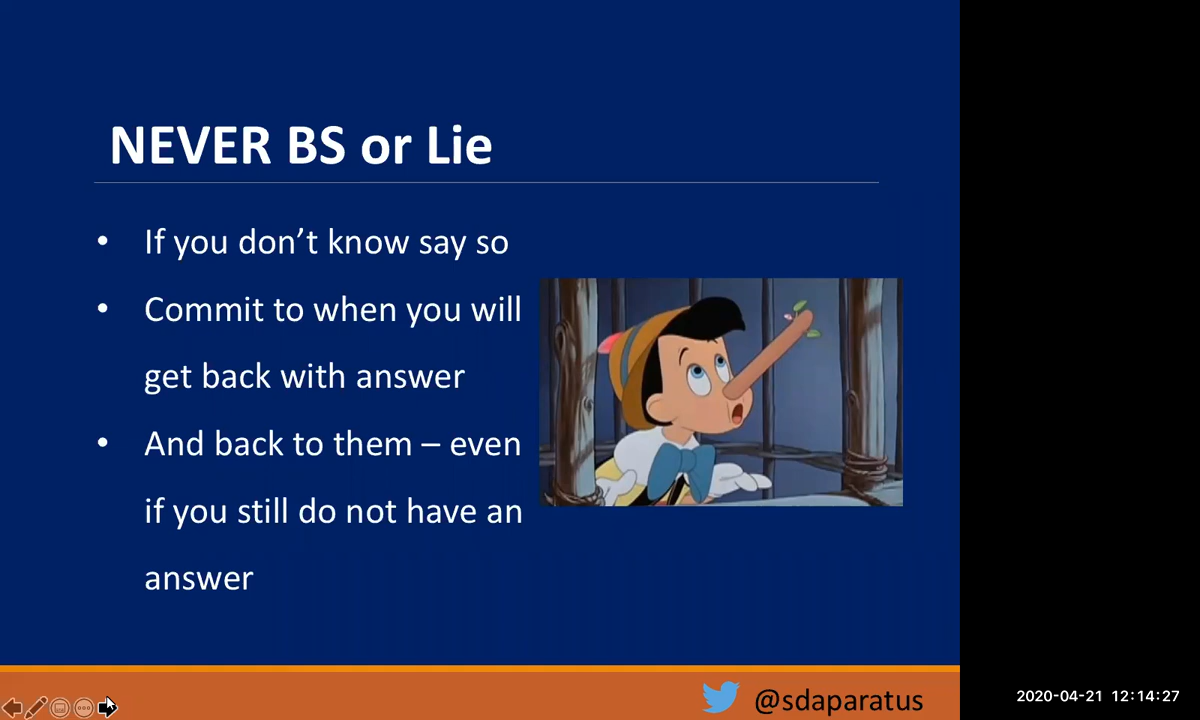 NEVER BS or Lie
• If you don’t know say so
• Commit to when you will
get back with answer
• And back to them – even
if you still do not have an
answer
@sdaparatus
2020-04-21 12:14:27